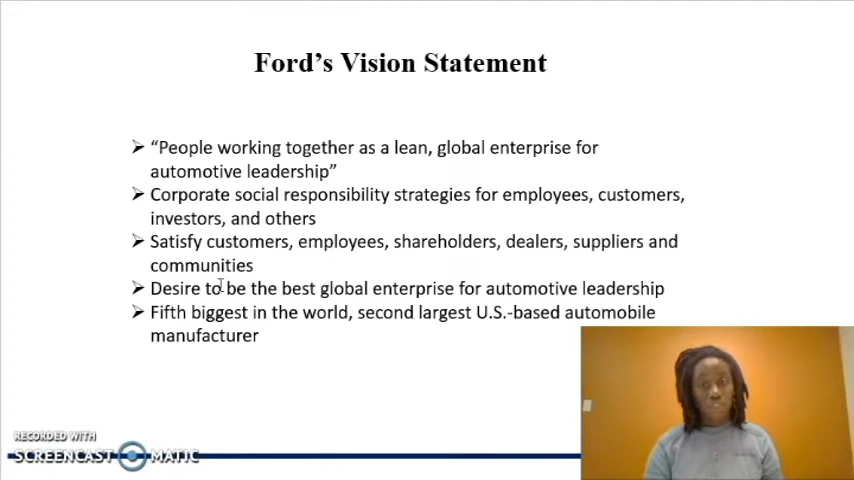 Ford’s Vision Statement
“People working together as a lean, global enterprise for
automotive leadership”
Corporate social responsibility strategies for employees, customers,
investors, and others
Satisfy customers, employees, shareholders, dealers, suppliers and
communities
Desire to be the best global enterprise for automotive leadership
Fifth biggest in the world, second largest U.S.-based automobile
manufacturer
RECORDED WITH
SCREENCAST MATIC